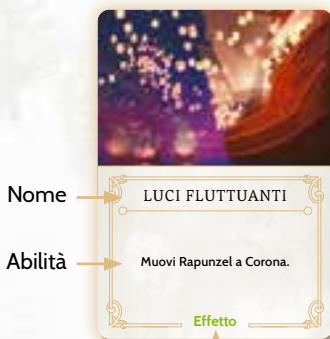 Nome
LUCI FLUTTUANTI
Abilità
Muovi Rapunzel a Corona.
Effetto